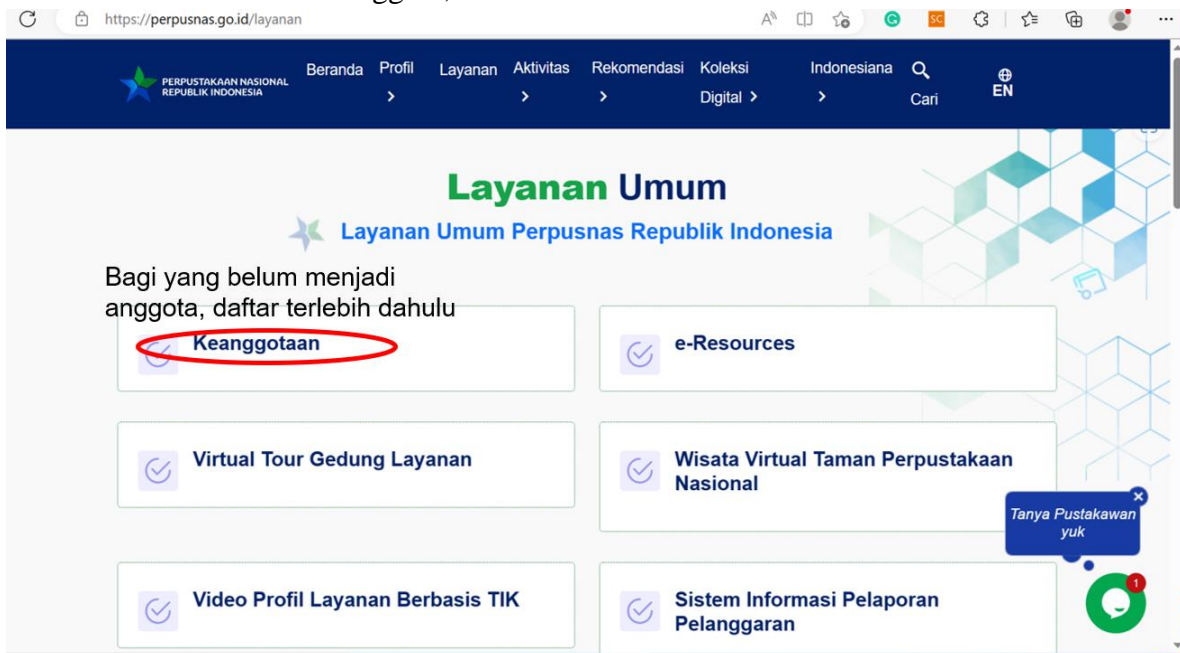 https://perpusnas.go.id/layanan
PERPUSTAKAAN NASIONAL
REPUBLIK INDONESIA
Beranda Profil Layanan Aktivitas Rekomendasi Koleksi Digital Indonesiana Cari EN
Layanan Umum
Layanan Umum Perpusnas Republik Indonesia
Bagi yang belum menjadi
anggota, daftar terlebih dahulu
Keanggotaan
e-Resources
Virtual Tour Gedung Layanan
Wisata Virtual Taman Perpustakaan
Nasional
Tanya Pustakawan
yuk
Video Profil Layanan Berbasis TIK
Sistem Informasi Pelaporan
Pelanggaran
1